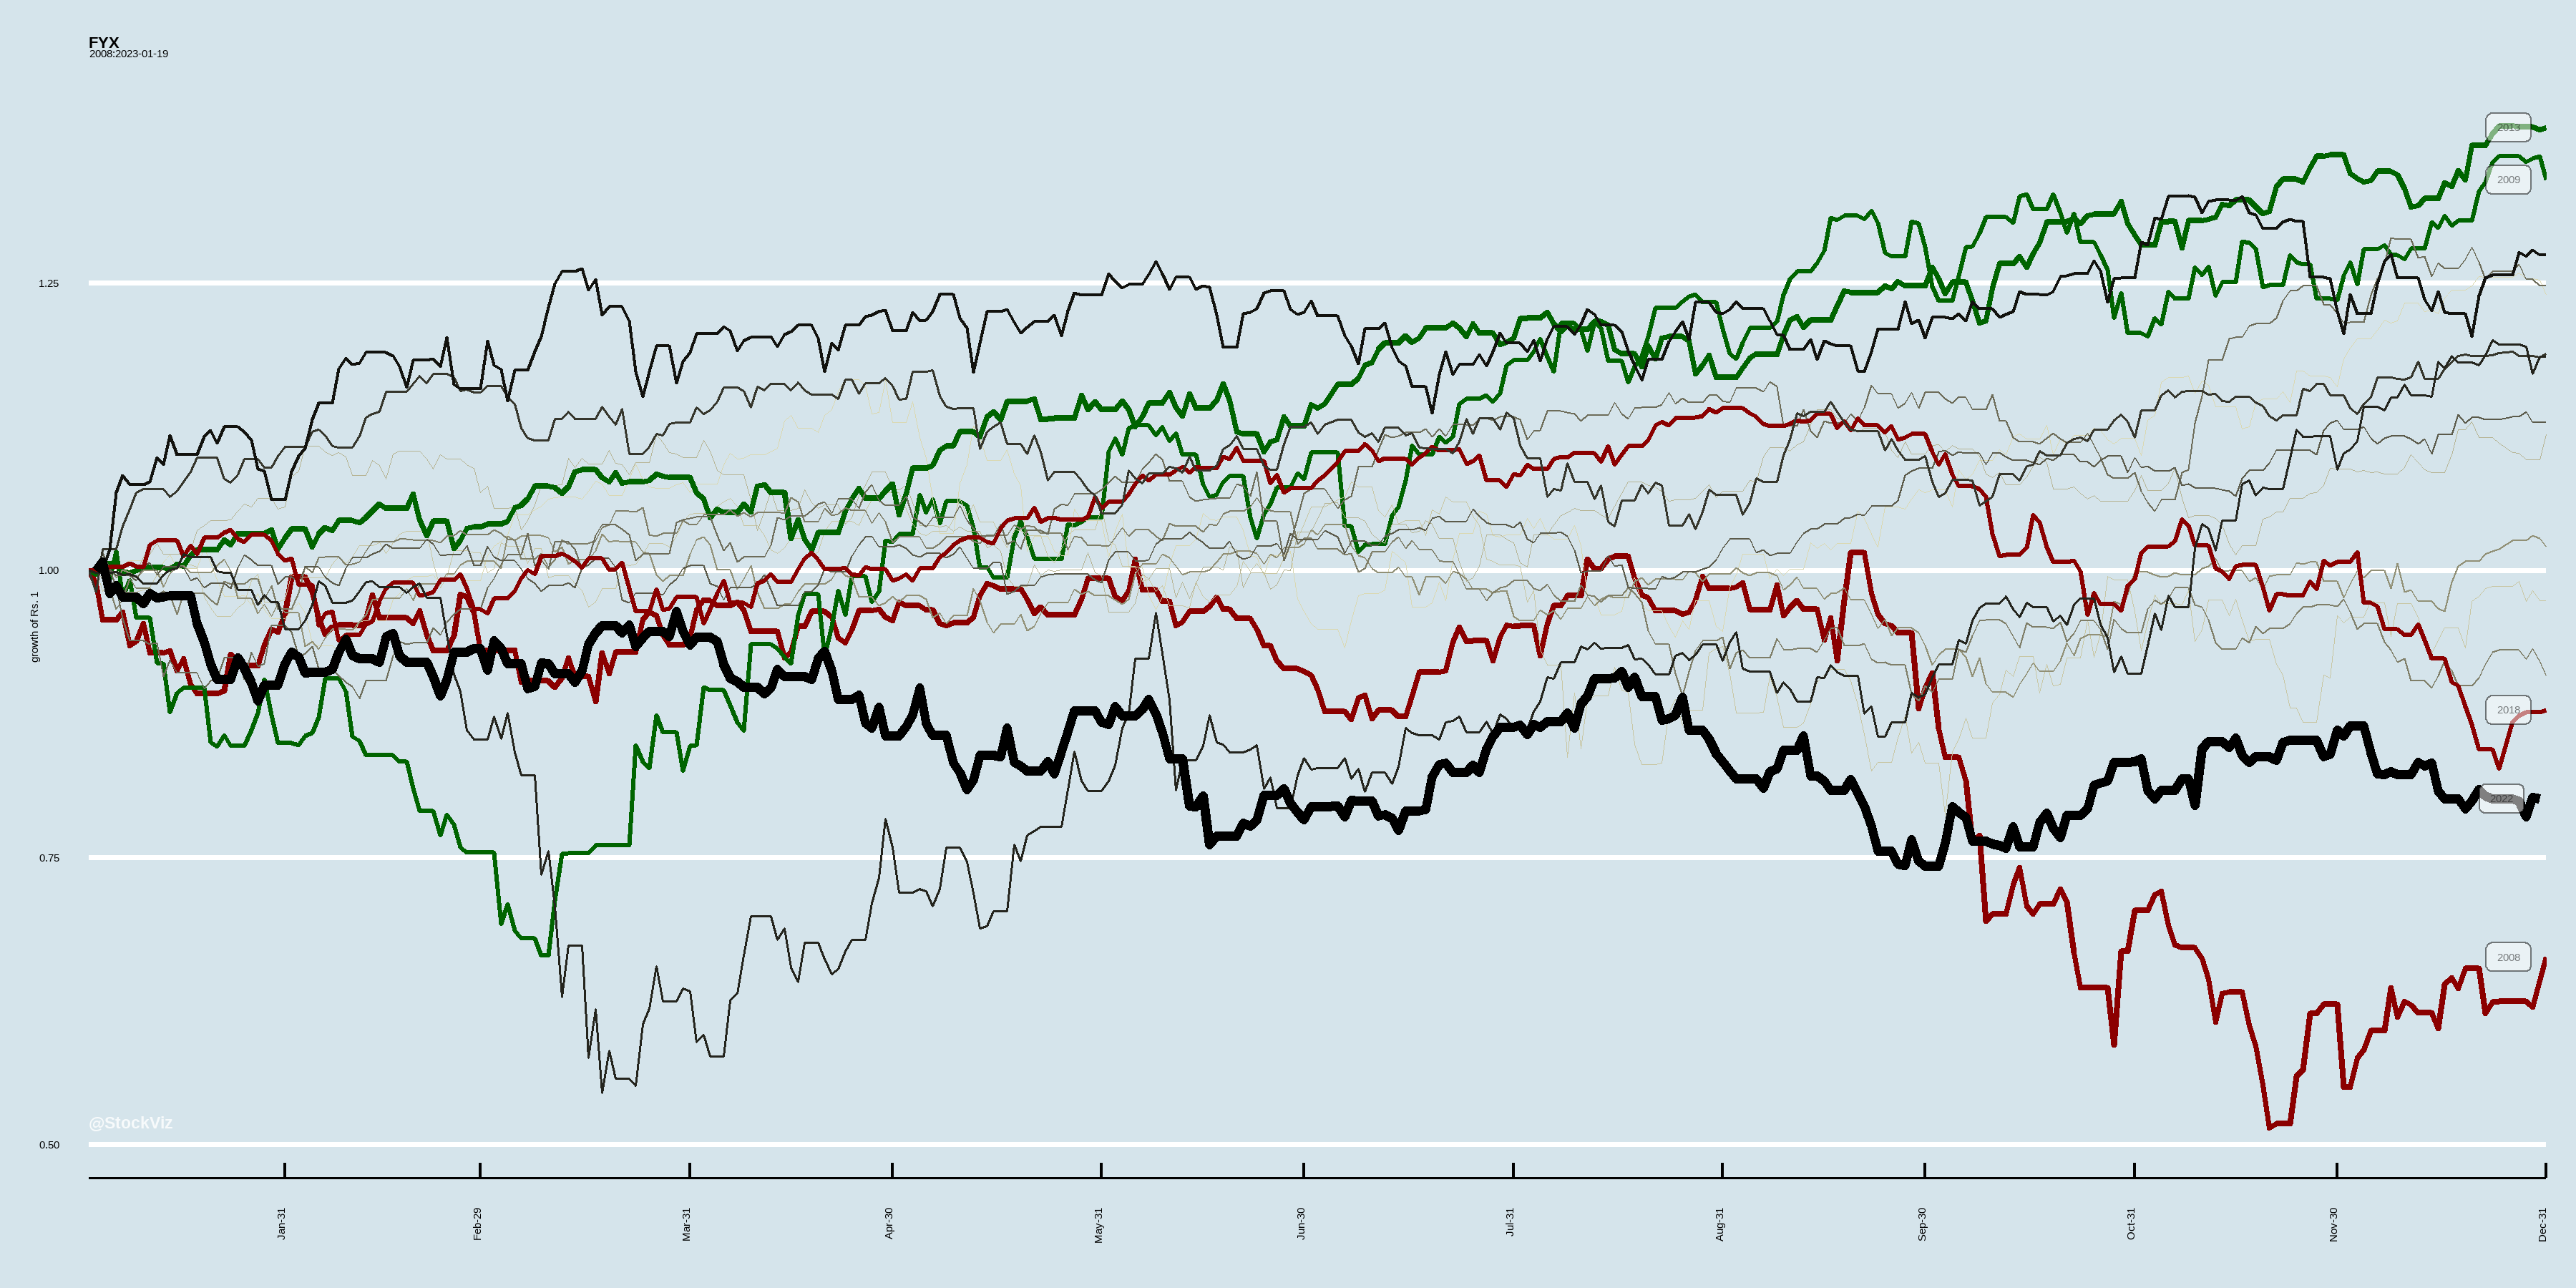 FYX
2008:2023-01-19
2013
2009
1.25
1.00
growth of Rs. 1
2018
2022
0.75
2008
@StockViz
0.50
Jan-31
Feb-29
Mar-31
Apr-30
May-31
Jun-30
Jul-31
Aug-31
Sep-30
Oct-31
Nov-30
Dec-31